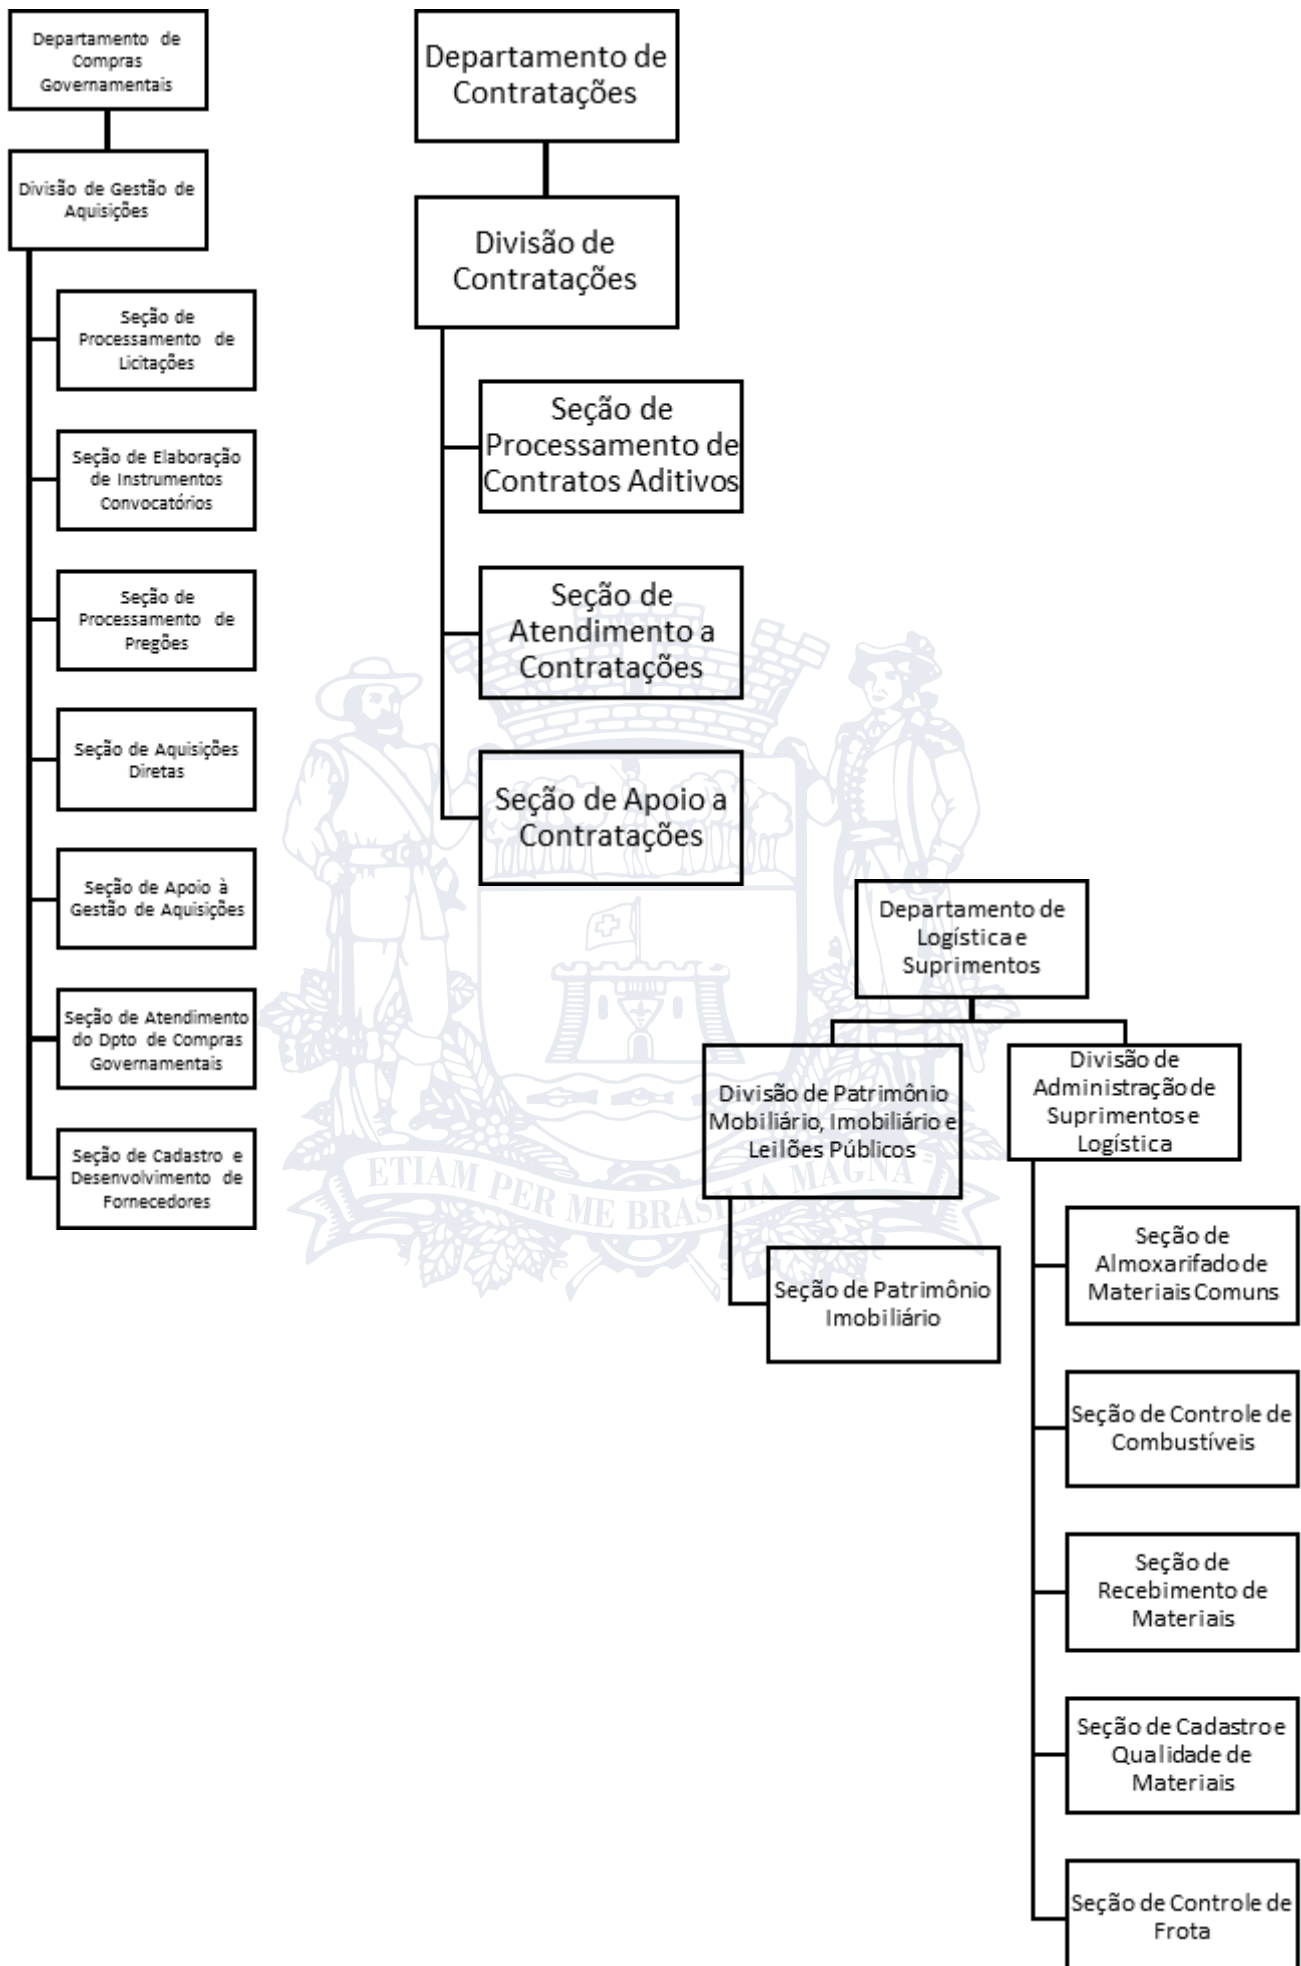 Departamento de
Compras
Governamentais
Divisão de Gestão de
Aquisições
Seção de
Processamento de
Licitações
Seção de Elaboração
de Instrumentos
Convocatórios
Seção de
Processamento de
Pregões
Seção de Aquisições
Diretas
Seção de Apoio à
Gestão de Aquisições
Seção de Atendimento
do Dpto de Compras
Governamentais
Seção de Cadastro e
Desenvolvimento de
Fornecedores
Departamento de
Contratações
Divisão de
Contratações
Seção de
Processamento de
Contratos Aditivos
Seção de
Atendimento a
Contratações
Seção de Apoio a
Contratações
Departamento de
Logística e
Suprimentos
Divisão de Patrimônio
Mobiliário, Imobiliário e
Leilões Públicos
Seção de Patrimônio
Imobiliário
Divisão de
Administração de
Suprimentos e
Logística
Seção de
Almoxarifado de
Materiais Comuns
Seção de Controle de
Combustíveis
Seção de
Recebimento de
Materiais
Seção de Cadastro e
Qualidade de
Materiais
Seção de Controle de
Frota
ETIAM PER ME BRASILIA MAGNA